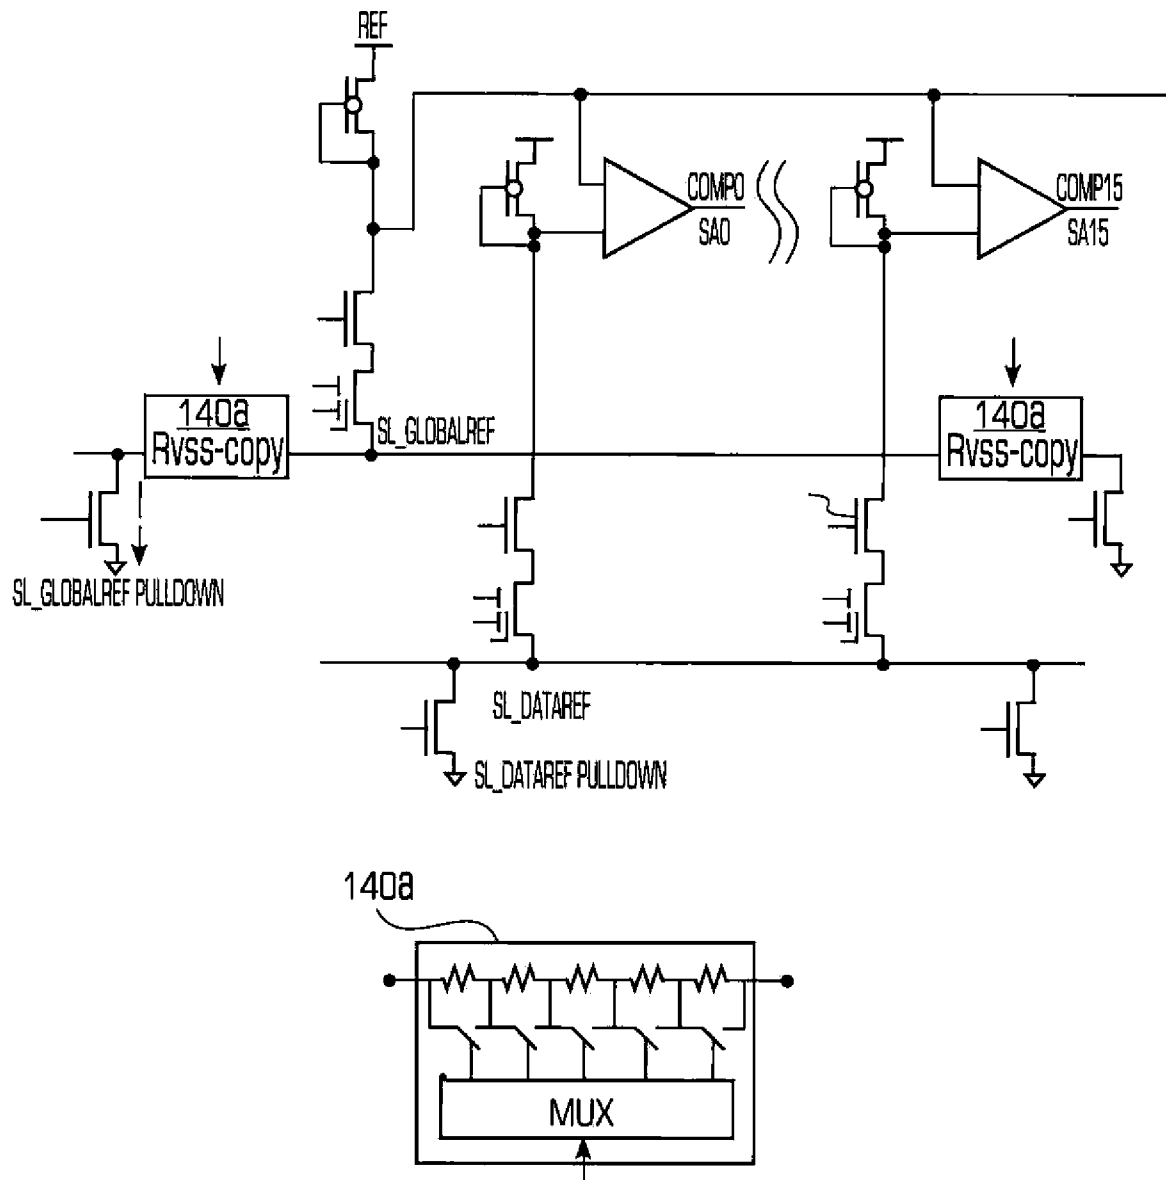 REF
COMP0
SA0
COMP15
SA15
140a
Rvss-copy
SL_GLOBALREF
140a
Rvss-copy
SL_GLOBALREF PULLDOWN
SL_DATAREF
SL_DATAREF PULLDOWN
140a
MUX